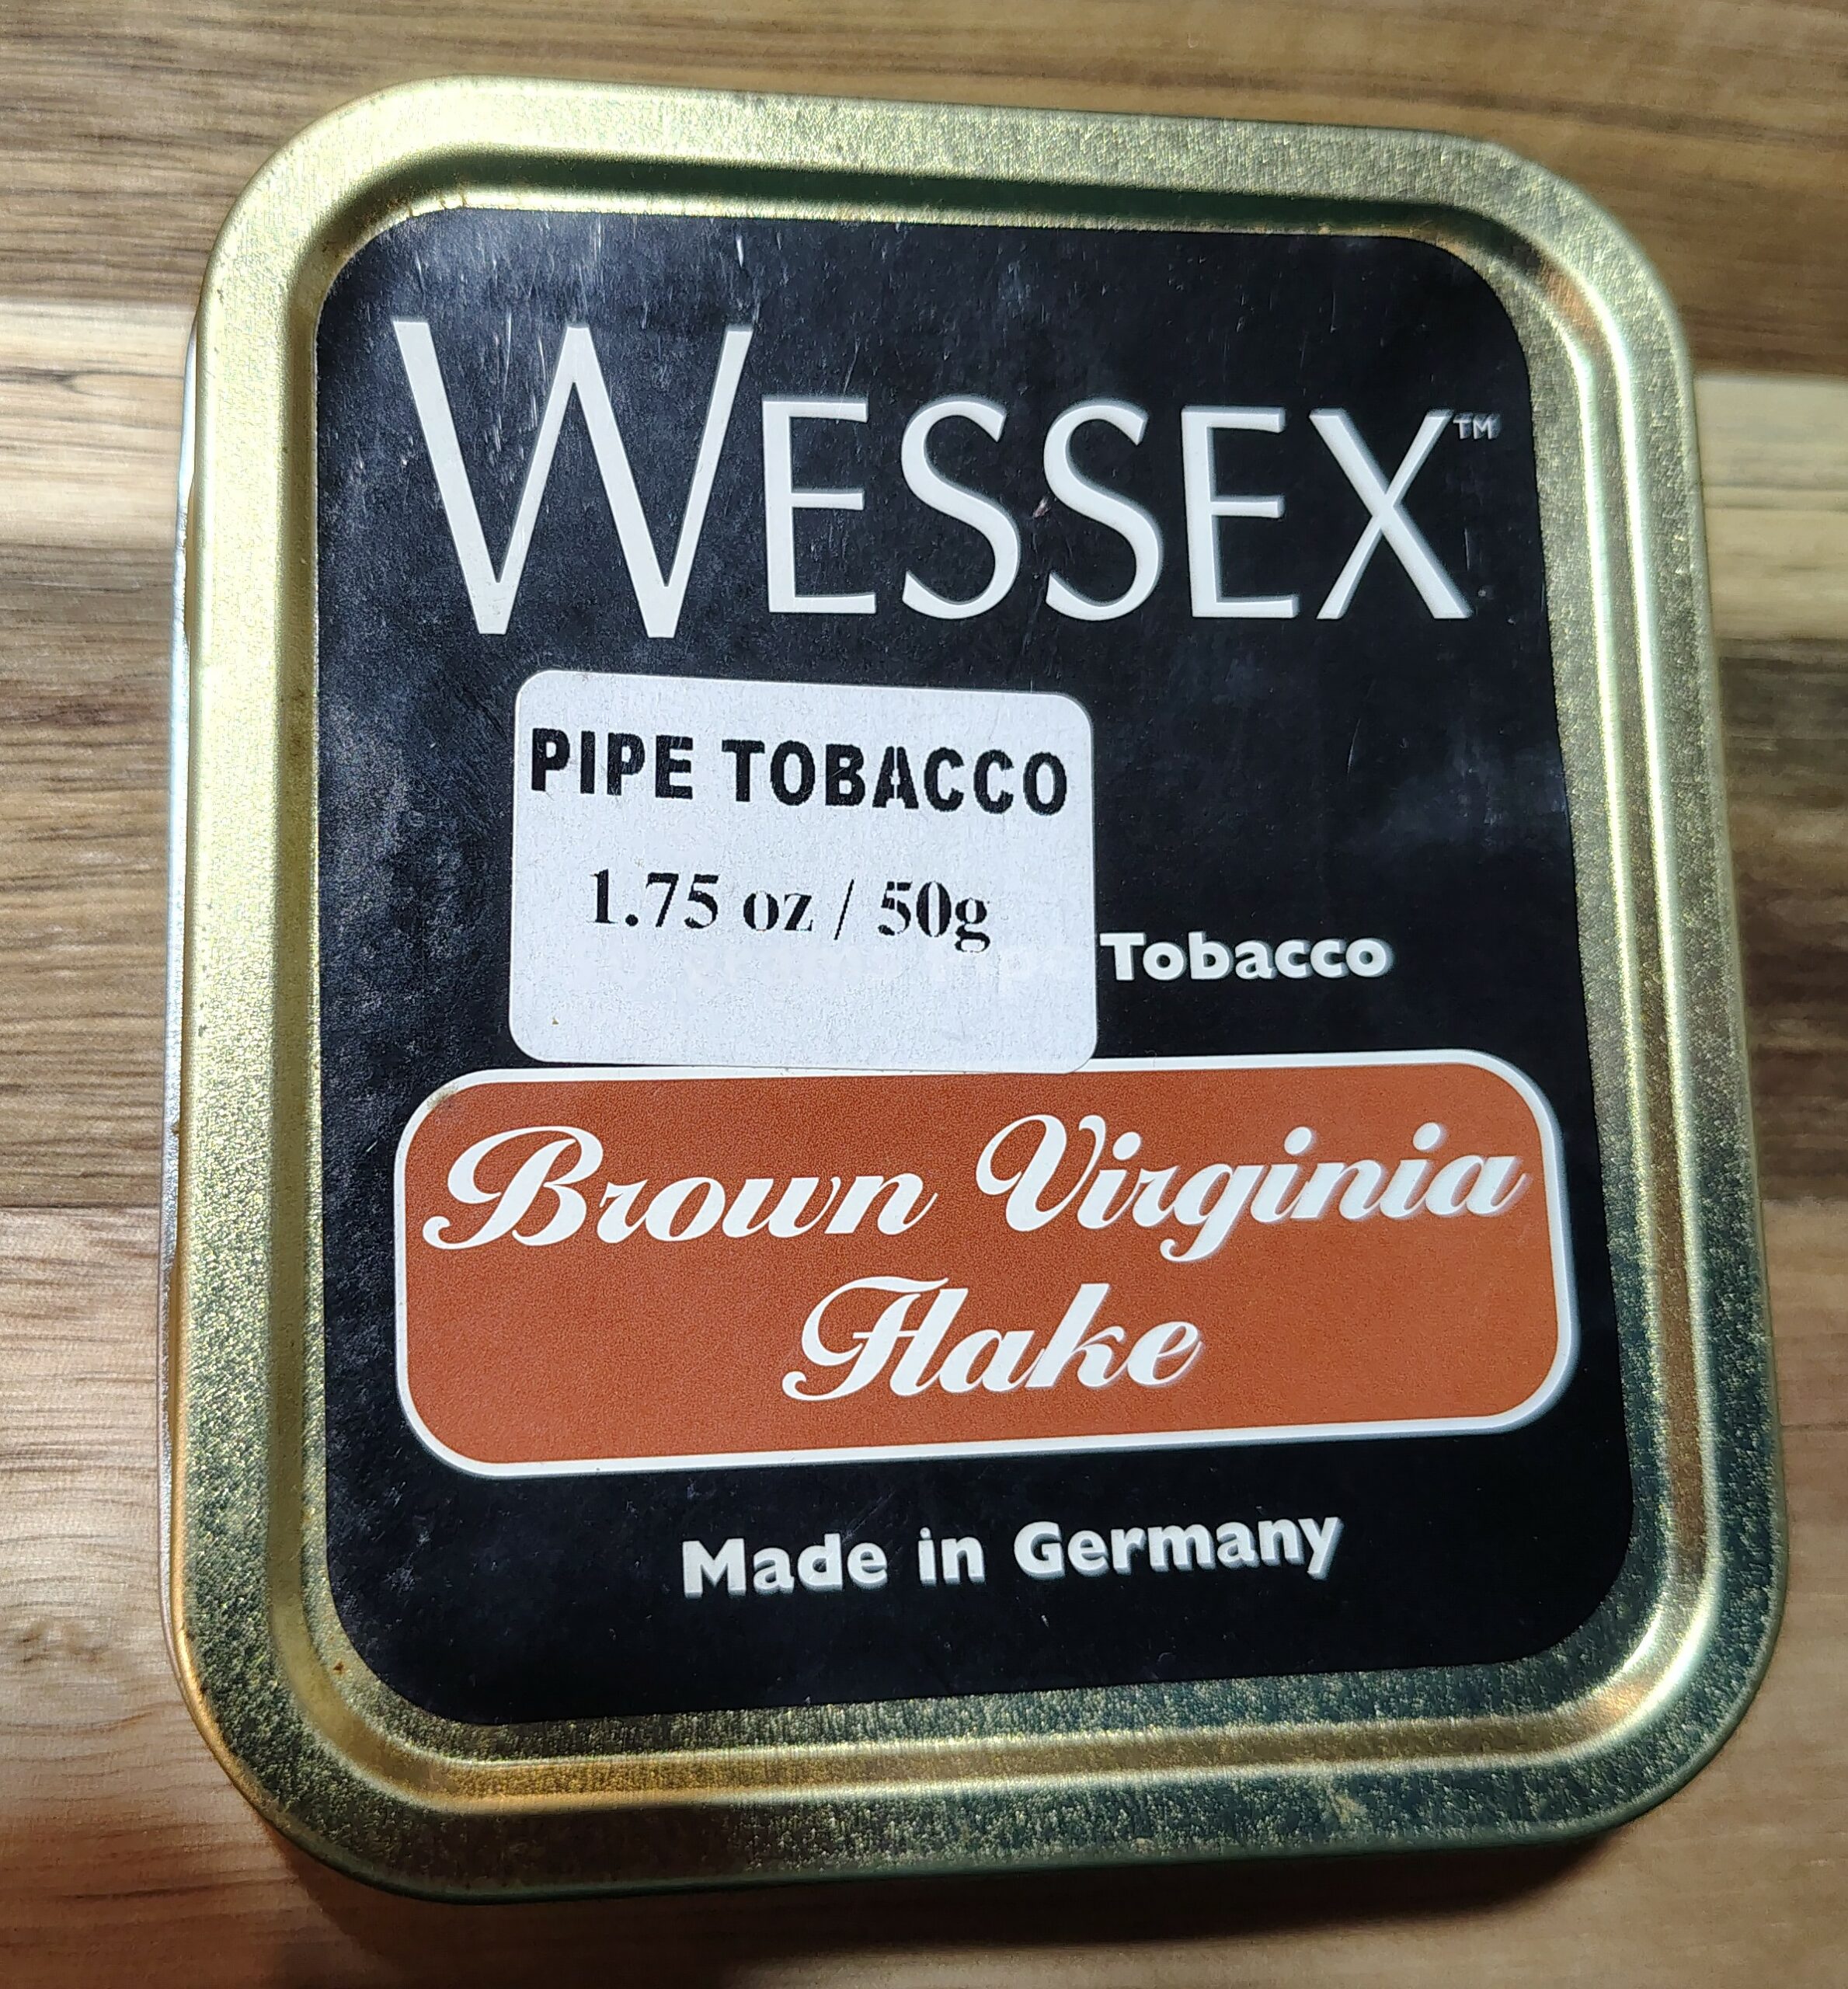 WESSEX™
PIPE TOBACCO
1.75 oz / 50g
Tobacco
Brown Virginia
Flake
Made in Germany